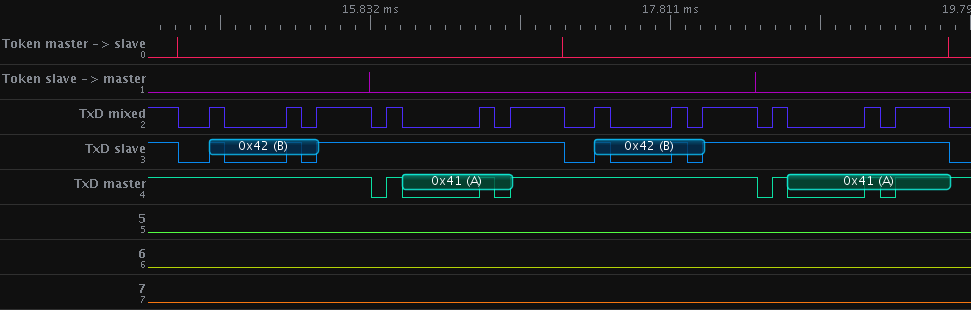 15.832 ms 17.811 ms 19.79
Token master -> slave
0
Token slave -> master
1
TxD mixed
2
TxD slave 0x42 (B) 0x42 (B)
3
TxD master 0x41 (A) 0x41 (A)
4
5
5
6
6
7
7